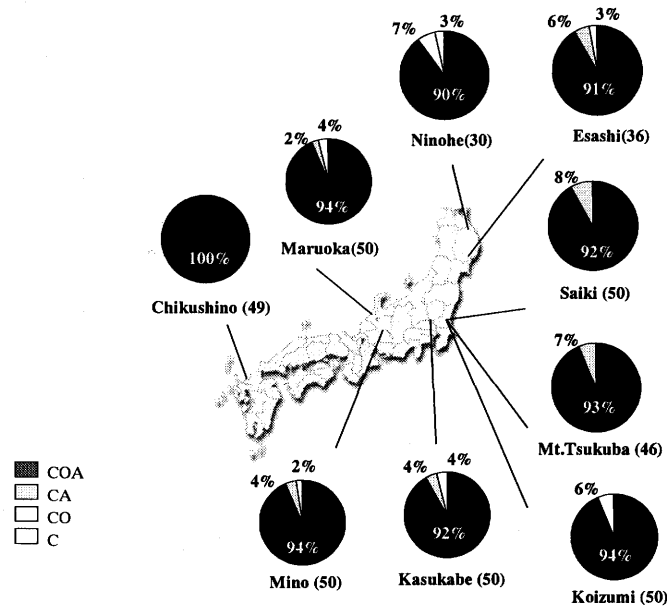 7%
3%
90%
Ninohe(30)
6%
3%
91%
Esashi(36)
2%
4%
94%
Maruoka(50)
8%
92%
Saiki (50)
100%
Chikushino (49)
7%
93%
Mt.Tsukuba (46)
COA
CA
CO
C
4%
2%
94%
Mino (50)
4%
4%
92%
Kasukabe (50)
6%
94%
Koizumi (50)